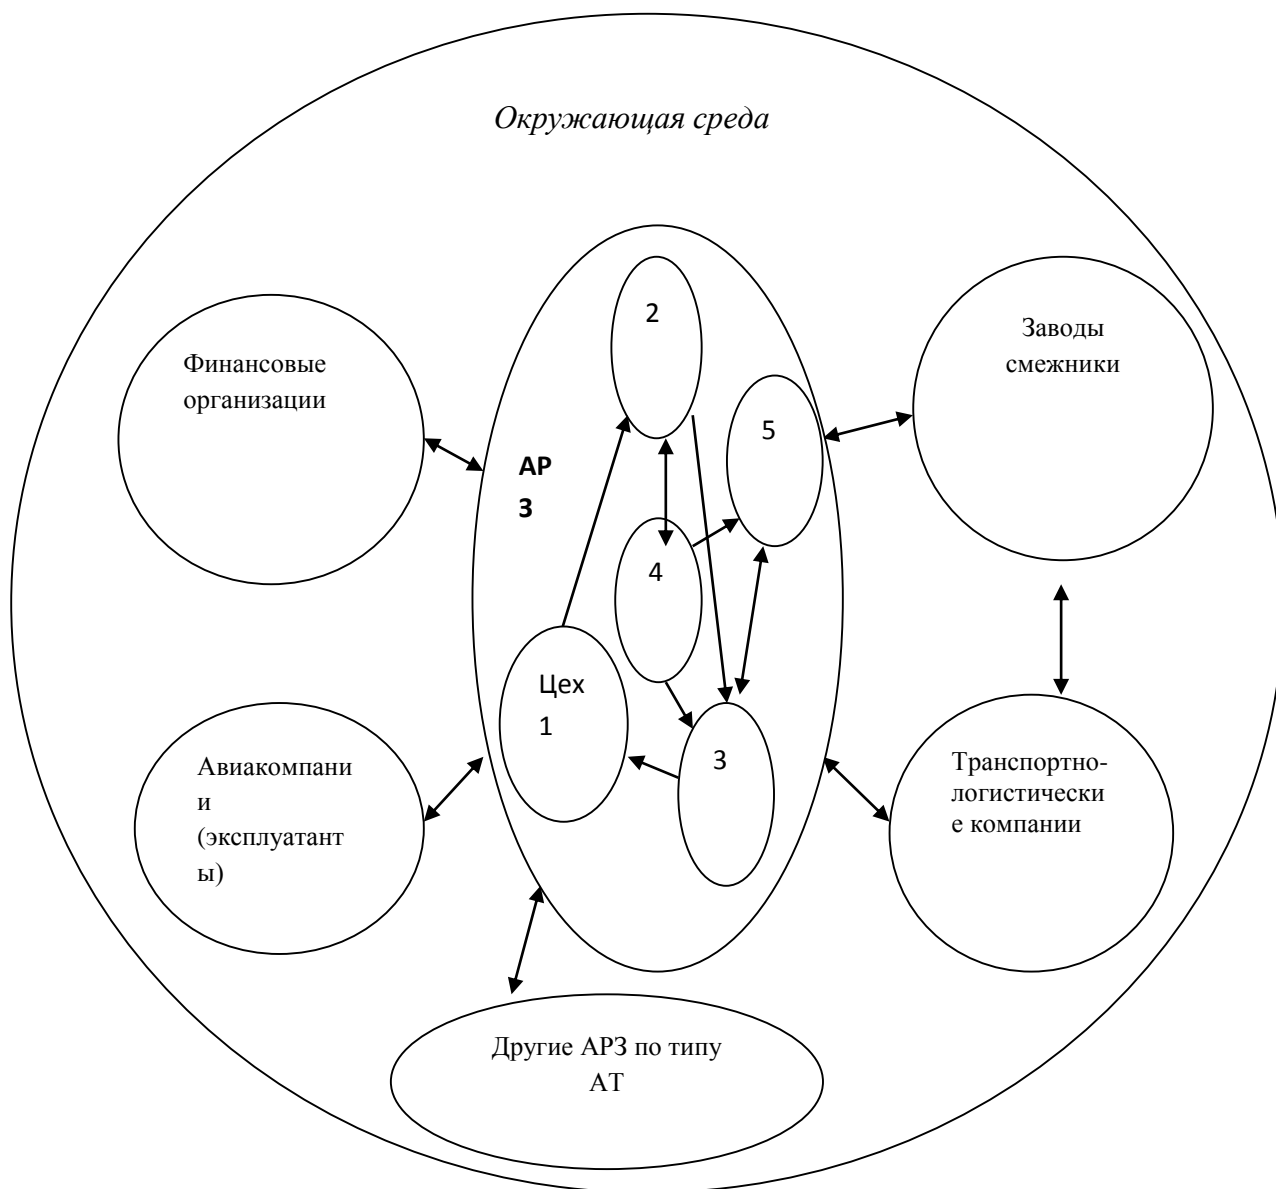 Окружающая среда
Финансовые
организации
Заводы
смежники
АР
З
2
5
4
Цех
1
3
Авиакомпани
и
(эксплуатант
ы)
Транспортно-
логистически
е компании
Другие АРЗ по типу
АТ